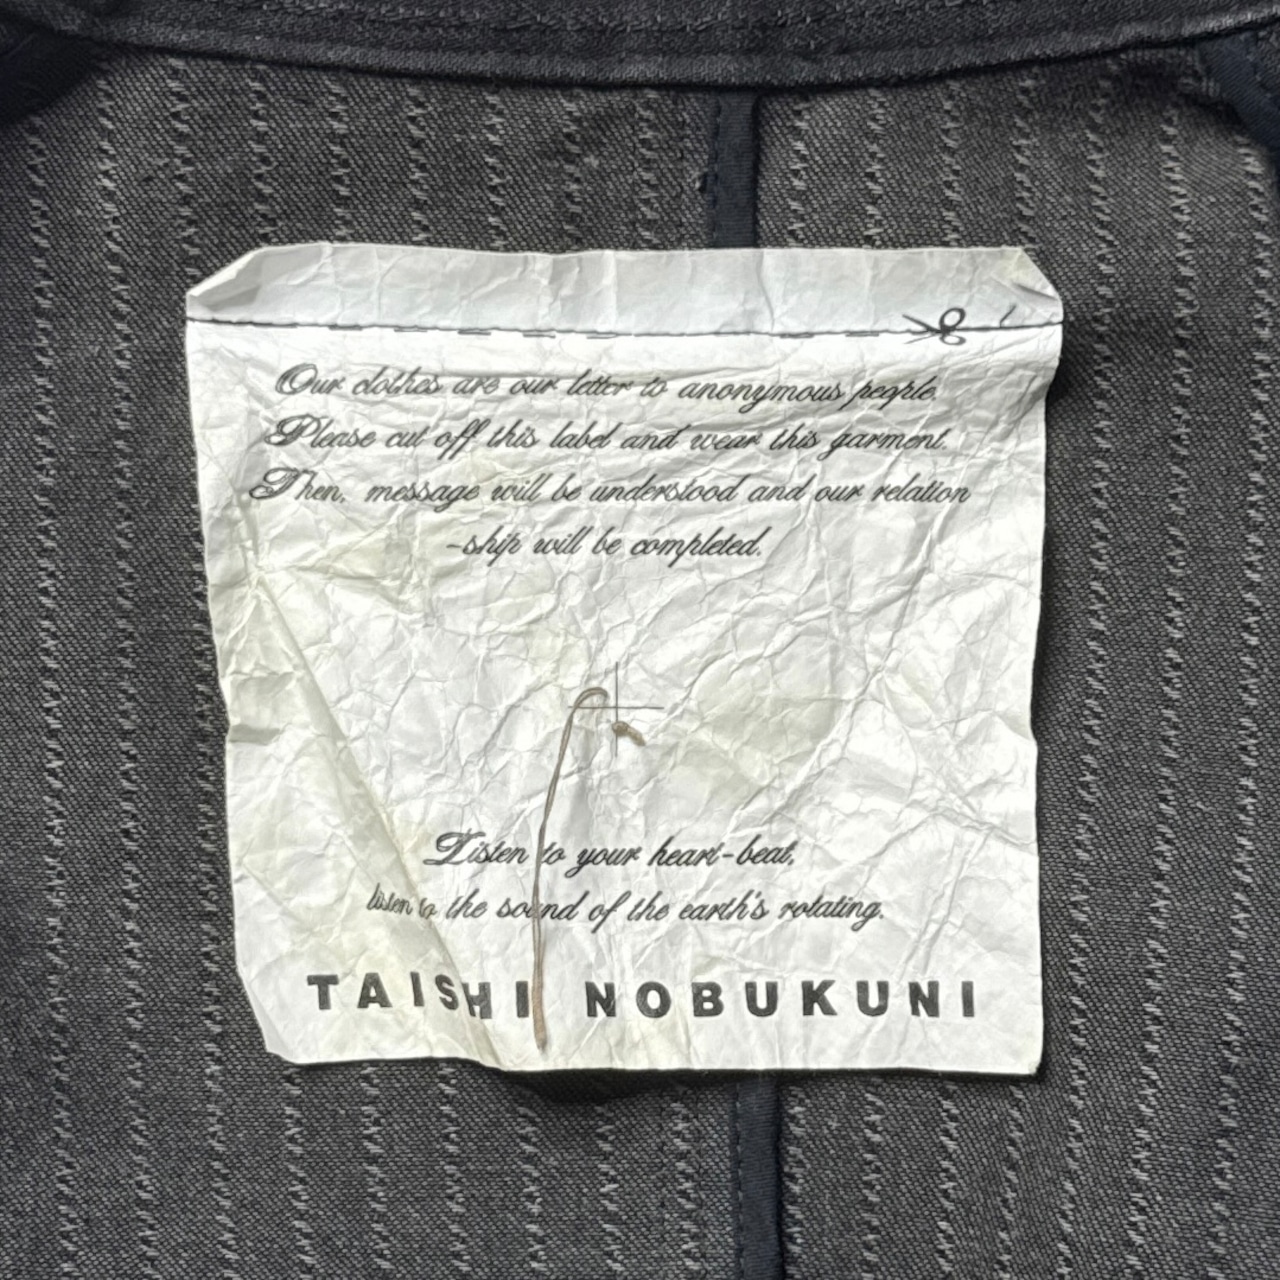 Our clothes are our letter to anonymous people.
Please cut off this label and wear this garment.
Then, message will be understood and our relation
-ship will be completed.
Listen to your heart-beat,
listen to the sound of the earth's rotating.
TAISHI NOBUKUNI